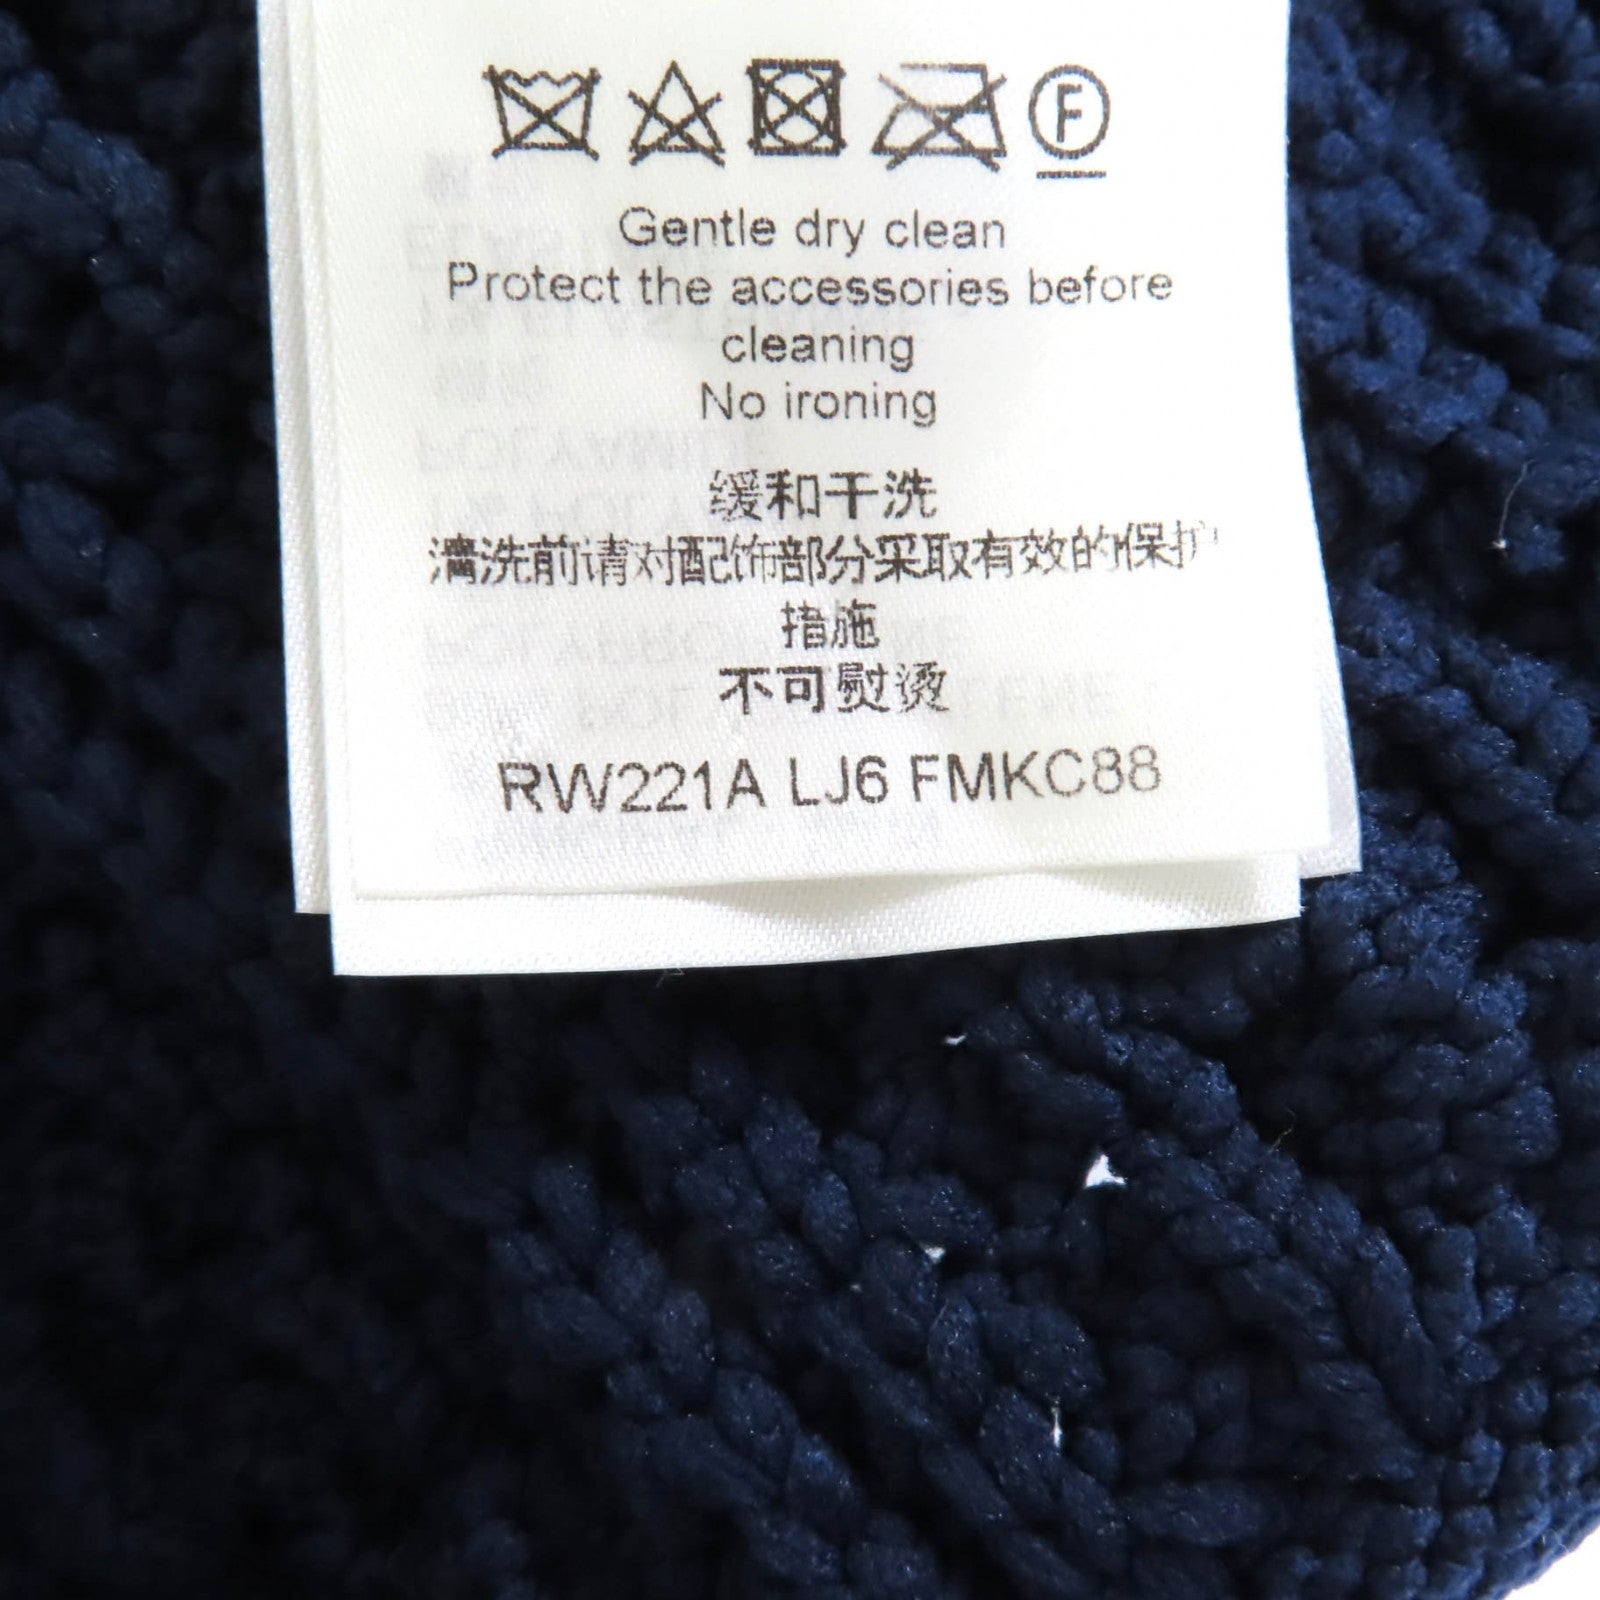 F
Gentle dry clean
Protect the accessories before
cleaning
No ironing
缓和干洗
清洗前请对配饰部分采取有效的保护
措施
不可熨烫
RW221A LJ6 FMKC88